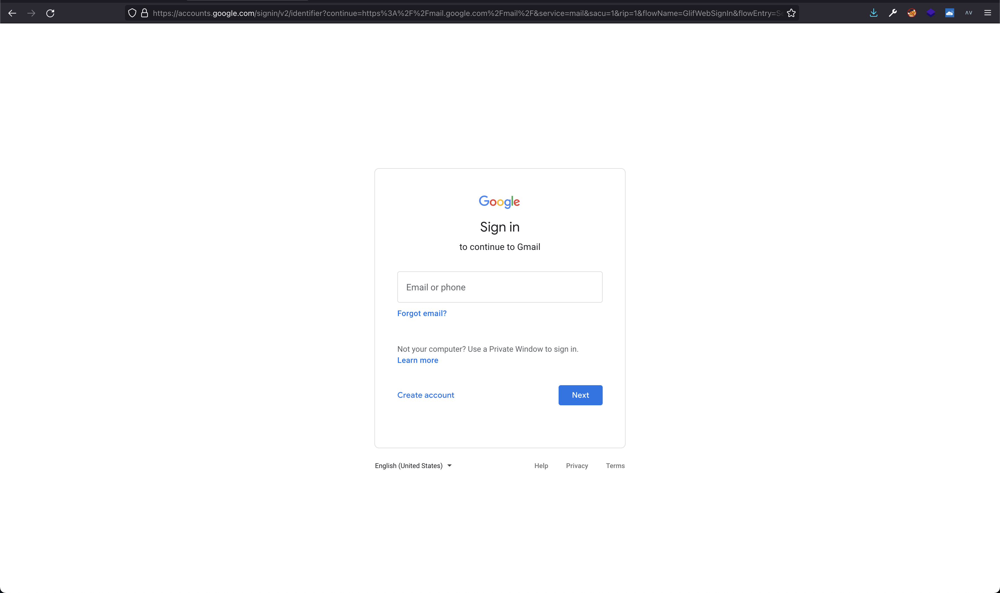 https://accounts.google.com/signin/v2/identifier?continue=https%3A%2F%2Fmail.google.com%2Fmail%2F&service=mail&sacu=1&rip=1&flowName=GlifWebSignIn&flowEntry=Se
Google
Sign in
to continue to Gmail
Email or phone
Forgot email?
Not your computer? Use a Private Window to sign in.
Learn more
Create account
Next
English (United States)
Help
Privacy
Terms